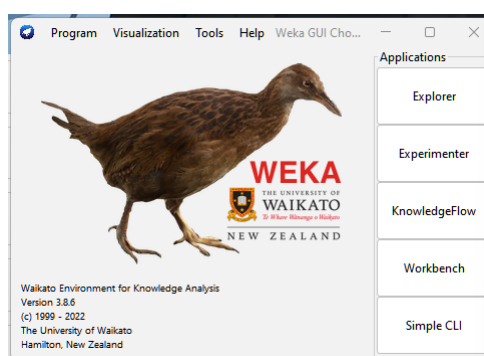 Program Visualization Tools Help Weka GUI Cho...
Applications
Explorer
Experimenter
KnowledgeFlow
Workbench
Simple CLI
WEKA
THE UNIVERSITY OF
WAIKATO
Te Whare Wānanga o Waikato
NEW ZEALAND
Waikato Environment for Knowledge Analysis
Version 3.8.6
(c) 1999 - 2022
The University of Waikato
Hamilton, New Zealand